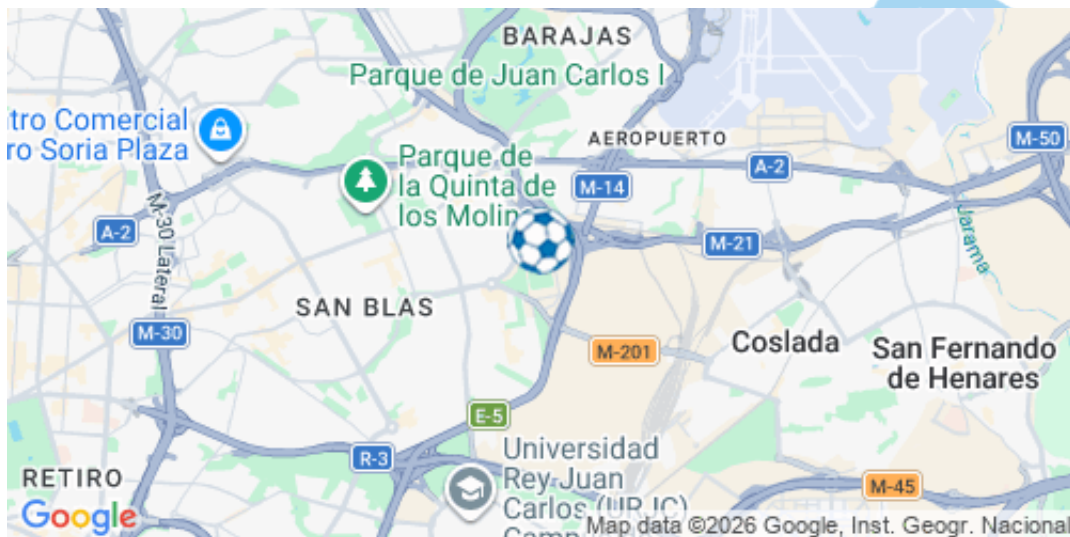 BARAJAS
Parque de Juan Carlos I
tro Comercial
ro Soria Plaza
AEROPUERTO
M-50
A-2
Parque de
la Quinta de
los Molin
M-14
A-2
M-21
M-30 Lateral
Jarama
SAN BLAS
M-30
M-201
Coslada
San Fernando
de Henares
E-5
R-3
Universidad
Rey Juan
Carlos (URJC)
RETIRO
M-45
Google
Map data ©2026 Google, Inst. Geogr. Nacional